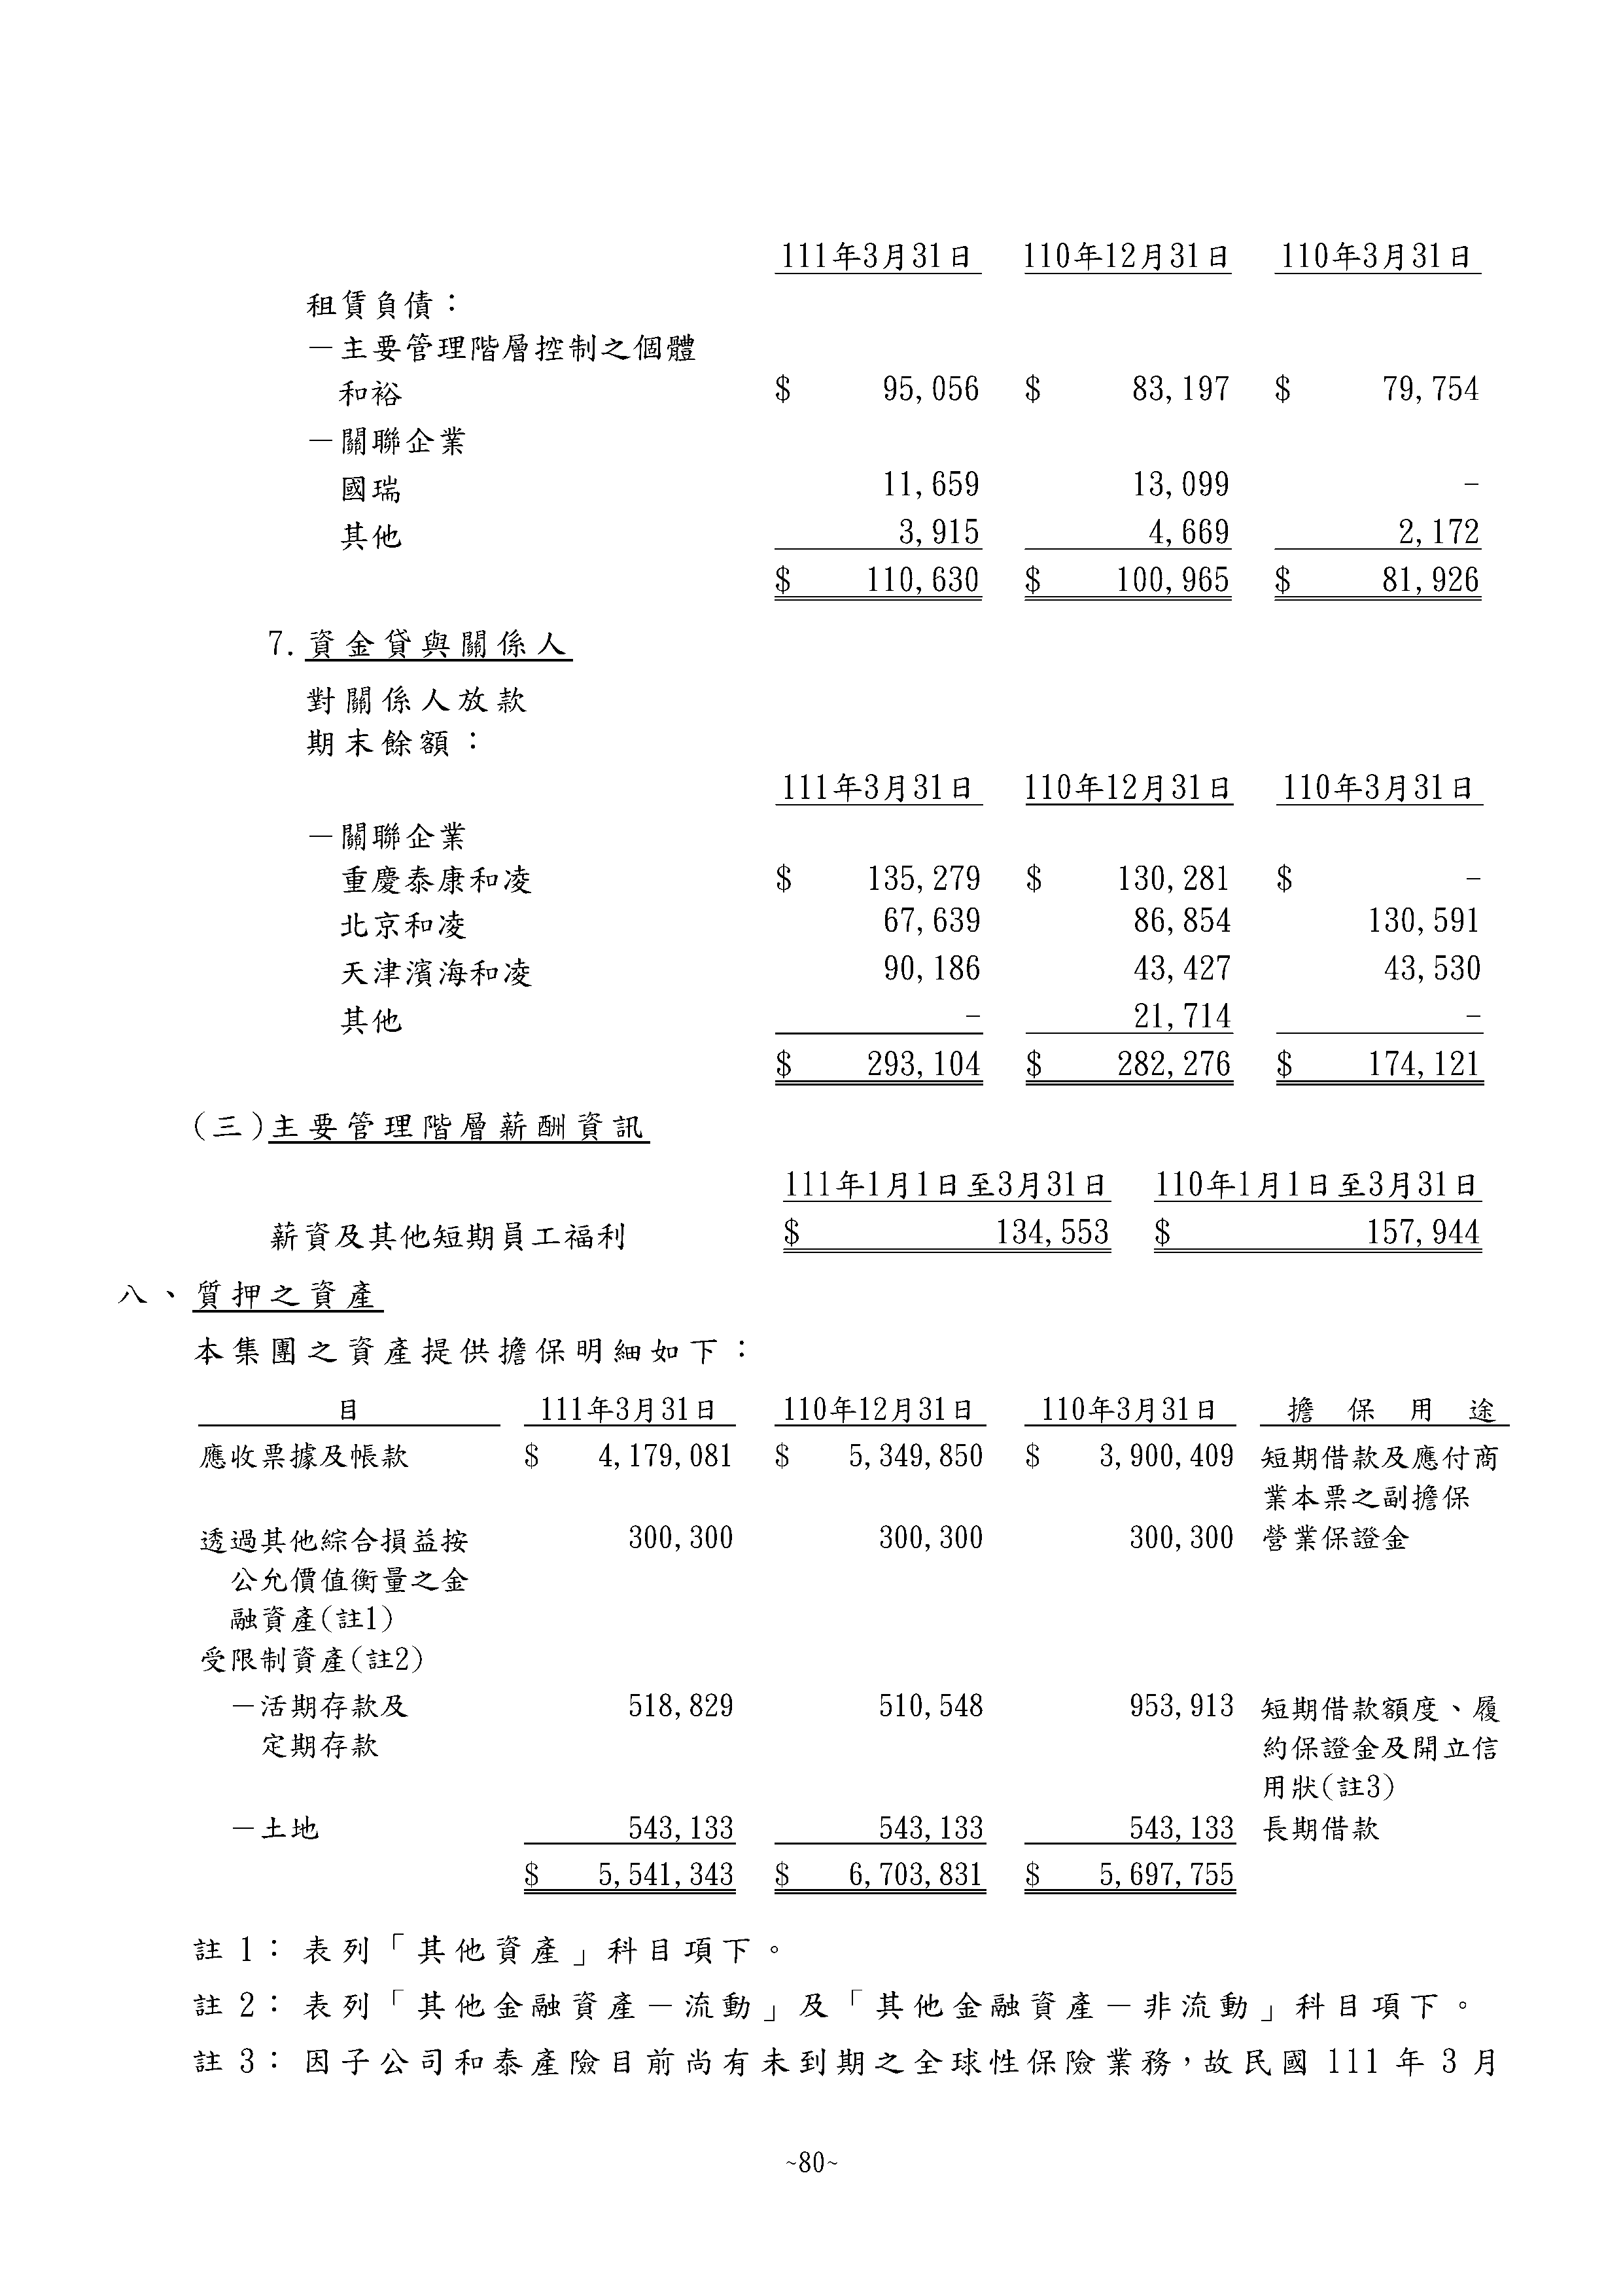 111年3月31日 110年12月31日 110年3月31日
租賃負債：
－主要管理階層控制之個體
和裕 $ 95,056 $ 83,197 $ 79,754
－關聯企業
國瑞 11,659 13,099 -
其他 3,915 4,669 2,172
$ 110,630 $ 100,965 $ 81,926
7.資金貸與關係人
對關係人放款
期末餘額：
111年3月31日 110年12月31日 110年3月31日
－關聯企業
重慶泰康和凌 $ 135,279 $ 130,281 $ -
北京和凌 67,639 86,854 130,591
天津濱海和凌 90,186 43,427 43,530
其他 - 21,714 -
$ 293,104 $ 282,276 $ 174,121
(三)主要管理階層薪酬資訊
111年1月1日至3月31日 110年1月1日至3月31日
薪資及其他短期員工福利 $ 134,553 $ 157,944
八、質押之資產
本集團之資產提供擔保明細如下：
目 111年3月31日 110年12月31日 110年3月31日 擔保用途
應收票據及帳款 $ 4,179,081 $ 5,349,850 $ 3,900,409 短期借款及應付商
業本票之副擔保
透過其他綜合損益按 300,300 300,300 300,300 營業保證金
公允價值衡量之金
融資產(註1)
受限制資產(註2)
－活期存款及 518,829 510,548 953,913 短期借款額度、履
定期存款 約保證金及開立信
用狀(註3)
－土地 543,133 543,133 543,133 長期借款
$ 5,541,343 $ 6,703,831 $ 5,697,755
註 1：表列「其他資產」科目項下。
註 2：表列「其他金融資產－流動」及「其他金融資產－非流動」科目項下。
註 3：因子公司和泰產險目前尚有未到期之全球性保險業務，故民國 111 年 3 月
~80~